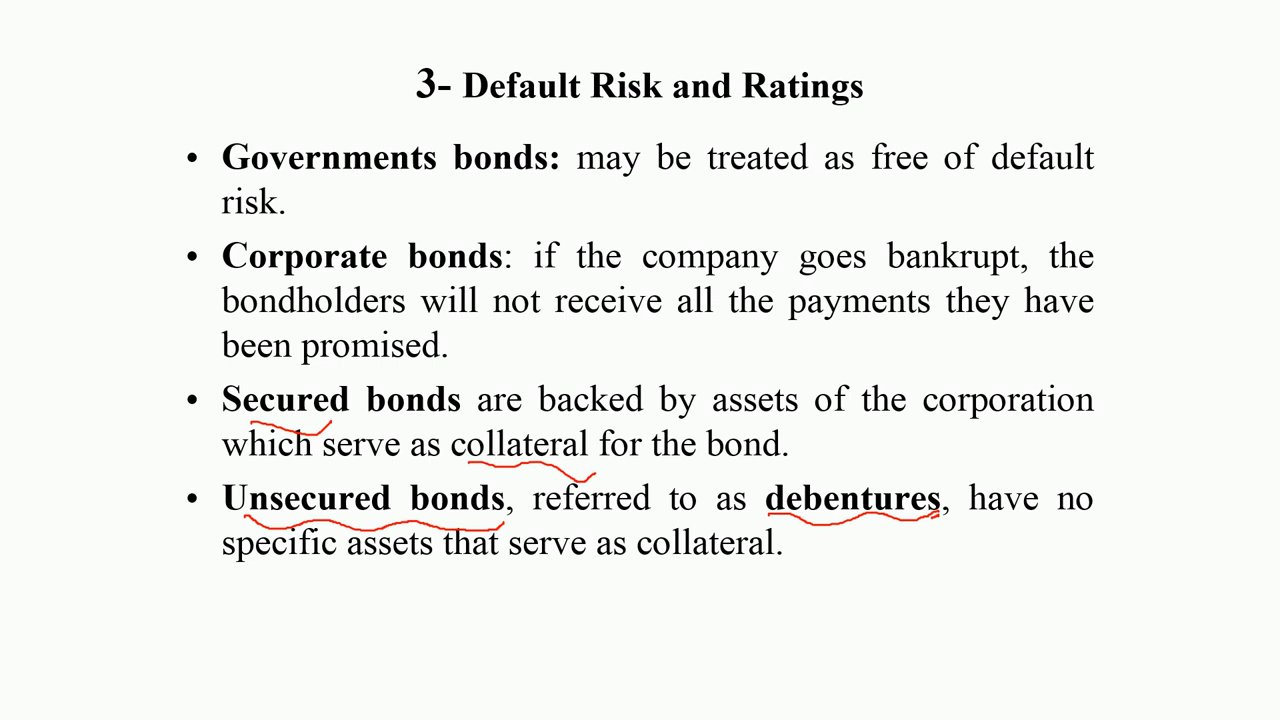 3- Default Risk and Ratings
• Governments bonds: may be treated as free of default
risk.
• Corporate bonds: if the company goes bankrupt, the
bondholders will not receive all the payments they have
been promised.
• Secured bonds are backed by assets of the corporation
which serve as collateral for the bond.
• Unsecured bonds, referred to as debentures, have no
specific assets that serve as collateral.